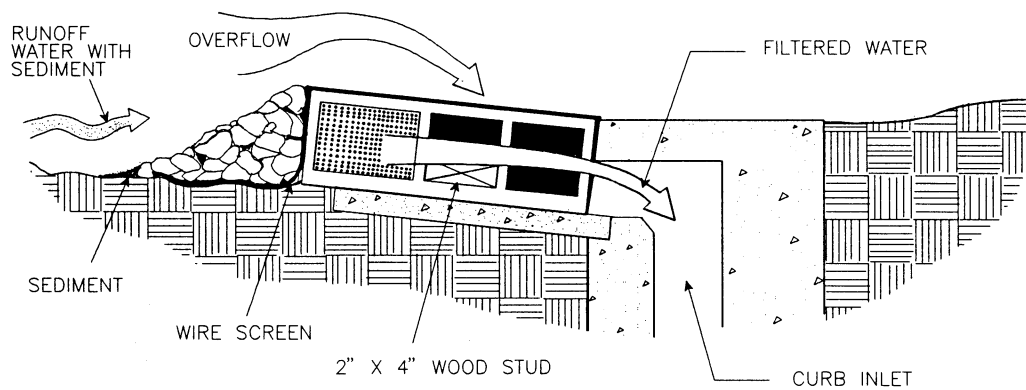 RUNOFF
WATER WITH
SEDIMENT
OVERFLOW
FILTERED WATER
SEDIMENT
WIRE SCREEN
2" X 4" WOOD STUD
CURB INLET